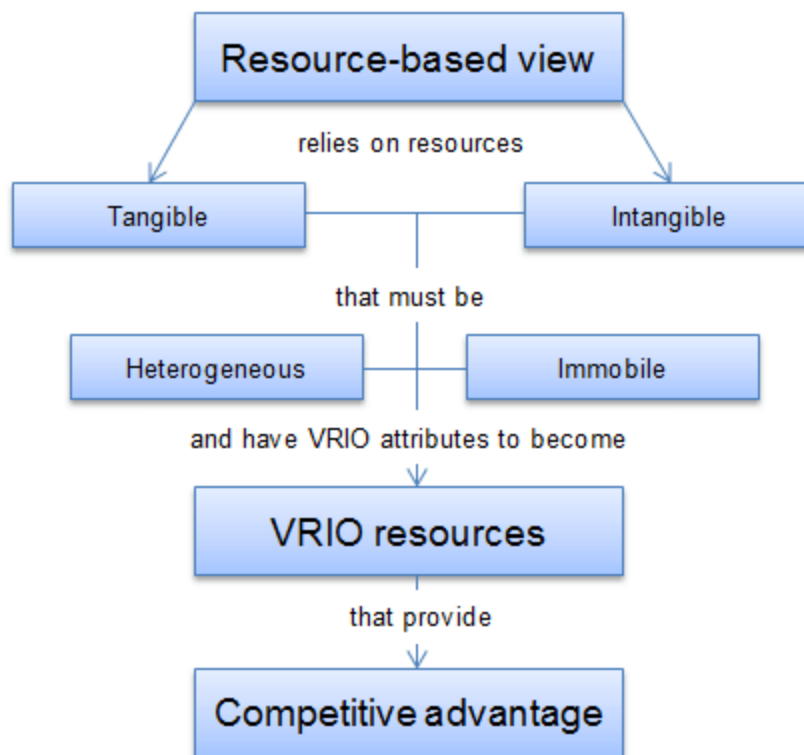 Resource-based view
relies on resources
Tangible
Intangible
that must be
Heterogeneous
Immobile
and have VRIO attributes to become
VRIO resources
that provide
Competitive advantage